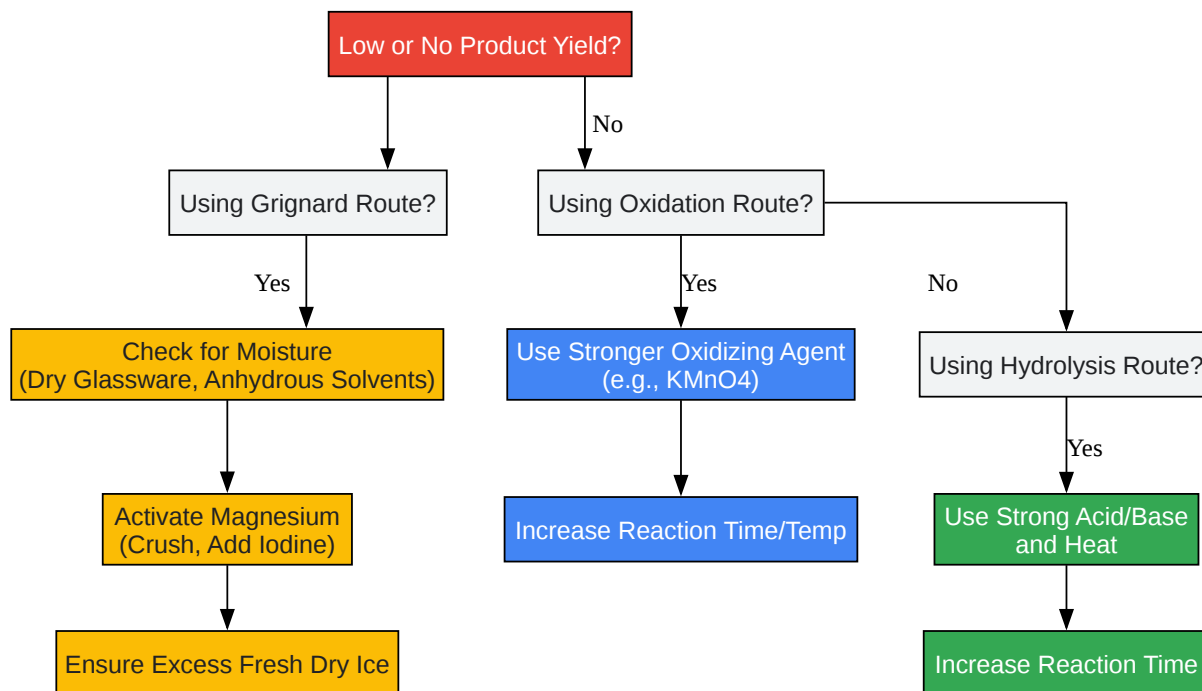 Low or No Product Yield?
No
Using Grignard Route?
Using Oxidation Route?
Yes
Yes
No
Check for Moisture
(Dry Glassware, Anhydrous Solvents)
Use Stronger Oxidizing Agent
(e.g., KMnO4)
Using Hydrolysis Route?
Yes
Activate Magnesium
(Crush, Add Iodine)
Increase Reaction Time/Temp
Use Strong Acid/Base
and Heat
Ensure Excess Fresh Dry Ice
Increase Reaction Time